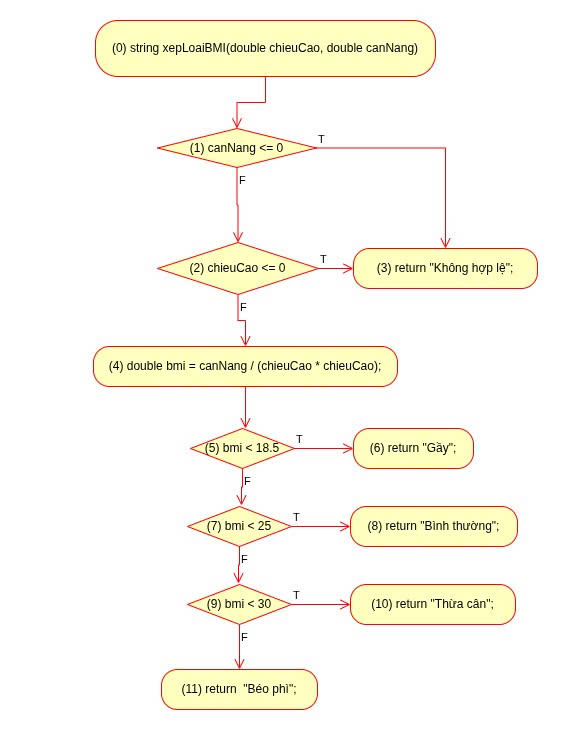 (0) string xepLoaiBMI(double chieuCao, double canNang)
(1) canNang <= 0
T
F
(2) chieuCao <= 0
T
(3) return "Không hợp lệ";
F
(4) double bmi = canNang / (chieuCao * chieuCao);
(5) bmi < 18.5
T
(6) return "Gầy";
F
(7) bmi < 25
T
(8) return "Bình thường";
F
(9) bmi < 30
T
(10) return "Thừa cân";
F
(11) return  "Béo phì";